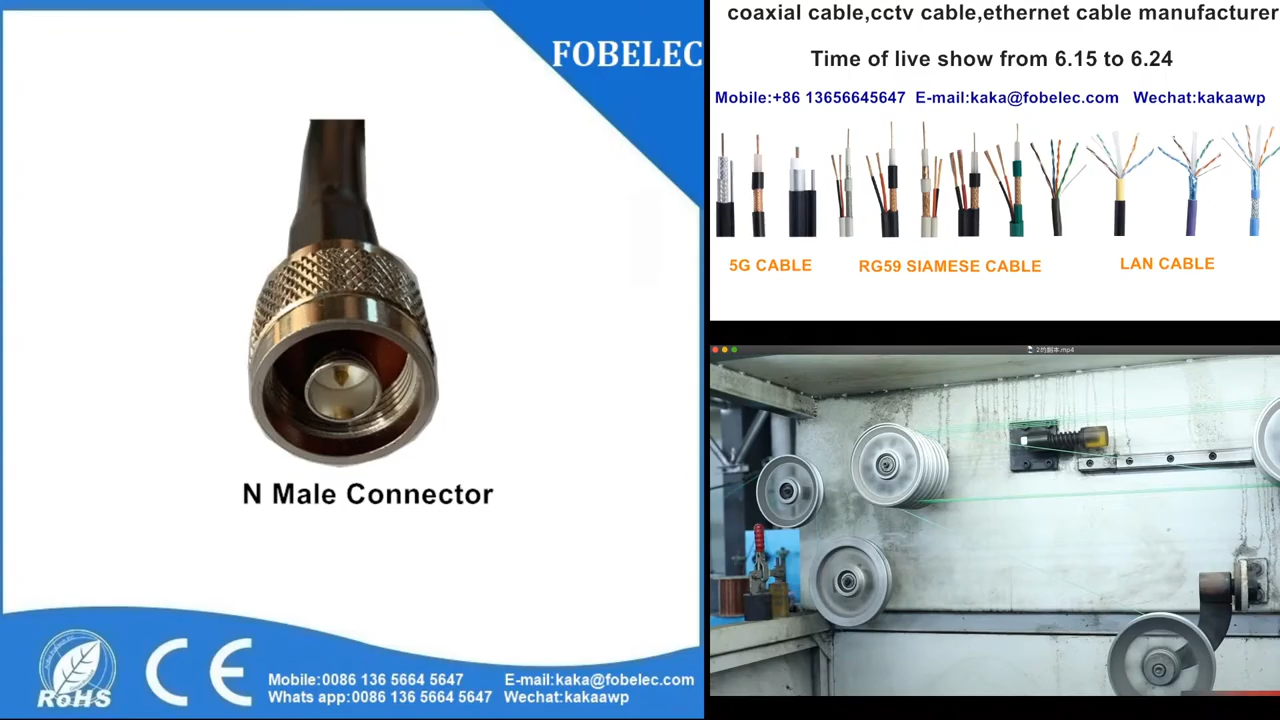 FOBELEC
N Male Connector
RoHS
CE
Mobile:0086 136 5664 5647 E-mail:kaka@fobelec.com
Whats app:0086 136 5664 5647 Wechat:kakaawp
coaxial cable,cctv cable,ethernet cable manufacturer
Time of live show from 6.15 to 6.24
Mobile:+86 13656645647 E-mail:kaka@fobelec.com Wechat:kakaawp
5G CABLE RG59 SIAMESE CABLE LAN CABLE